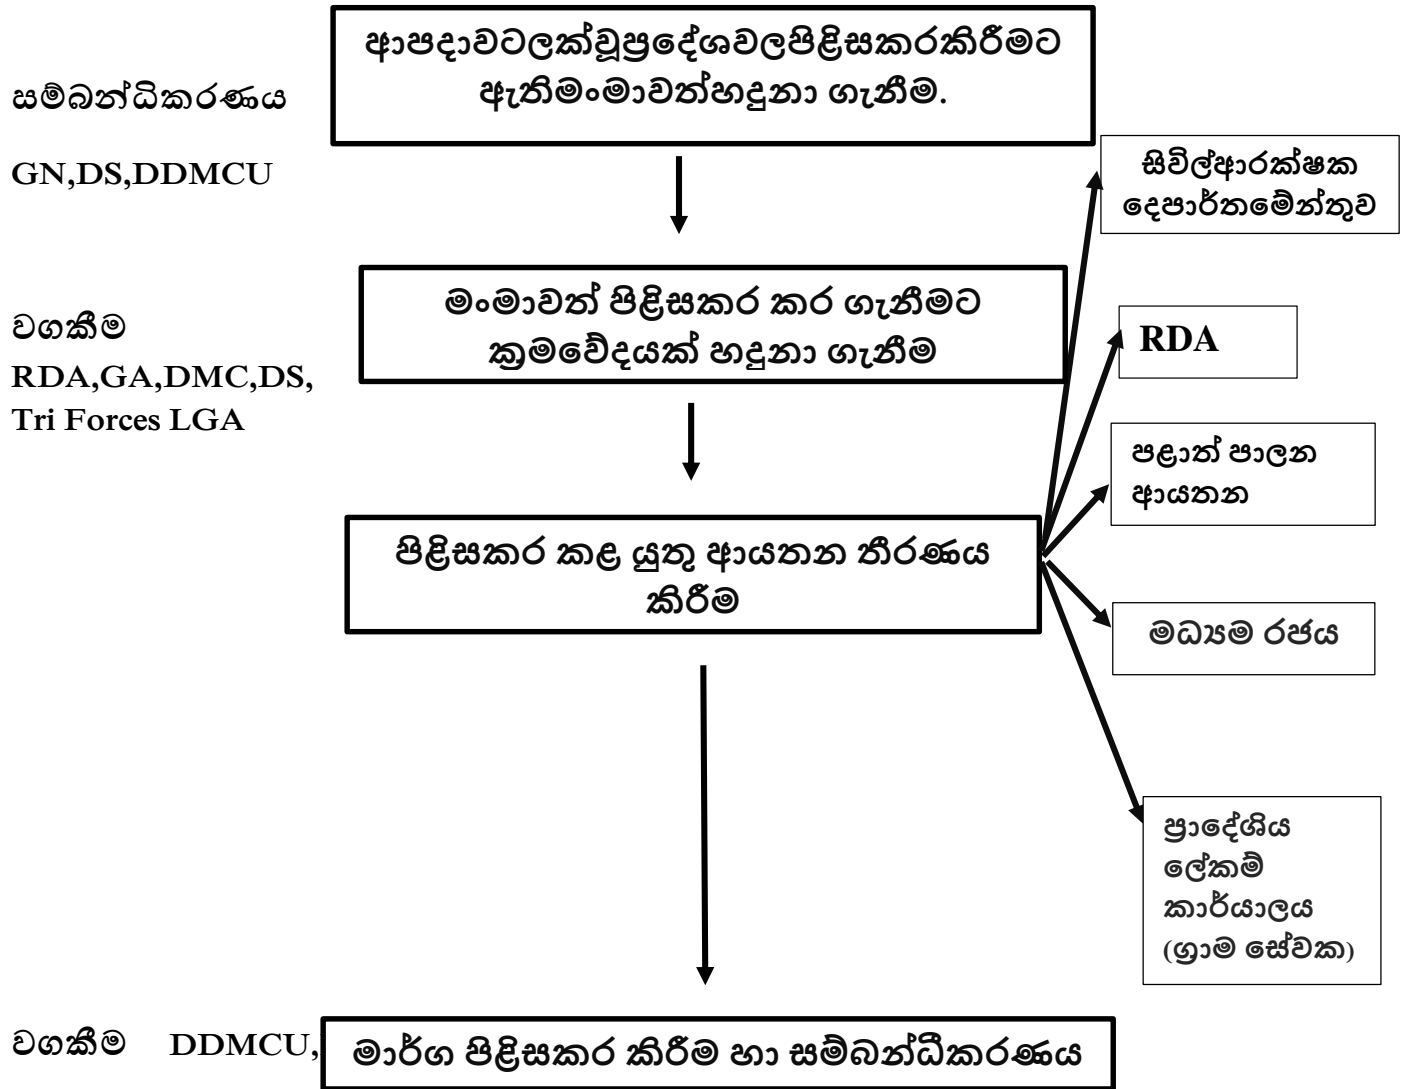 ආපදාවටලක්වූප්‍රදේශවලපිළිසකරකිරීමට
ඇතිමංමාවත්හදුනා ගැනීම.
සම්බන්ධිකරණය
GN,DS,DDMCU
සිවිල්ආරක්ෂක
දෙපාර්තමේන්තුව
මංමාවත් පිළිසකර කර ගැනීමට
ක්‍රමවේදයක් හදුනා ගැනීම
වගකීම
RDA,GA,DMC,DS,
Tri Forces LGA
RDA
පළාත් පාලන
ආයතන
පිළිසකර කළ යුතු ආයතන තීරණය
කිරීම
මධ්‍යම රජය
ප්‍රාදේශිය
ලේකම්
කාර්යාලය
(ග්‍රාම සේවක)
වගකීම DDMCU,
මාර්ග පිළිසකර කිරීම හා සම්බන්ධීකරණය